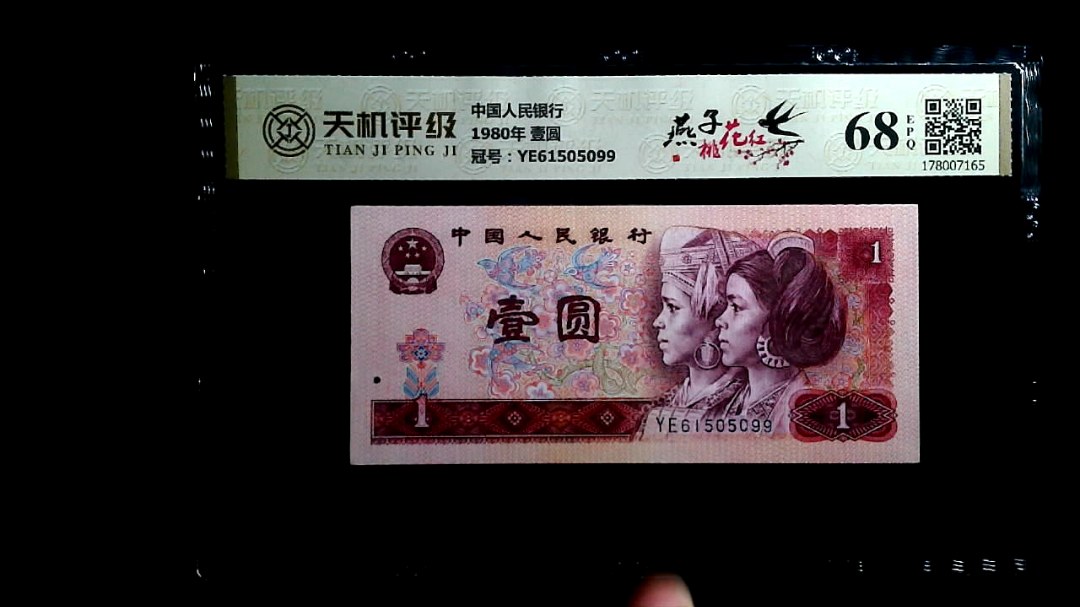 天机评级
TIAN JI PING JI
中国人民银行
1980年 壹圆
冠号：YE61505099
燕子
桃花红
68
EPQ
178007165
中国人民银行
1
壹圆
1
YE61505099
1